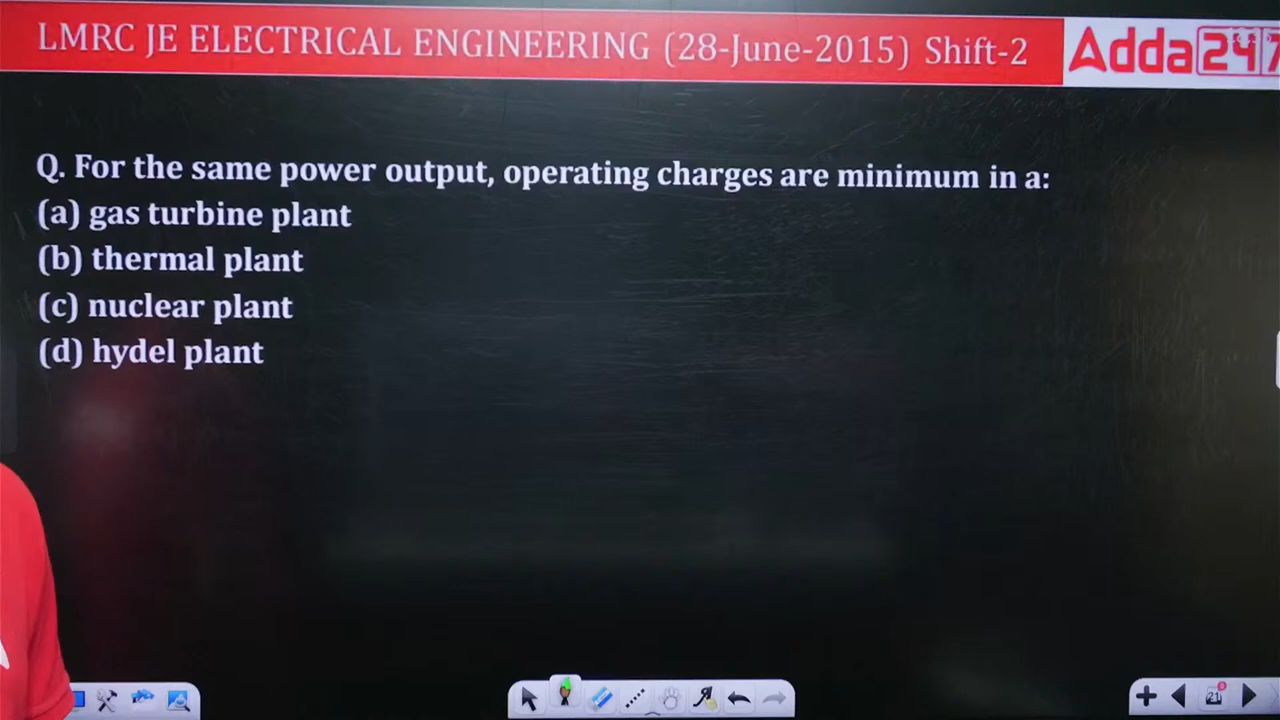 LMRC JE ELECTRICAL ENGINEERING (28-June-2015) Shift-2
Adda247
Q. For the same power output, operating charges are minimum in a:
(a) gas turbine plant
(b) thermal plant
(c) nuclear plant
(d) hydel plant
21